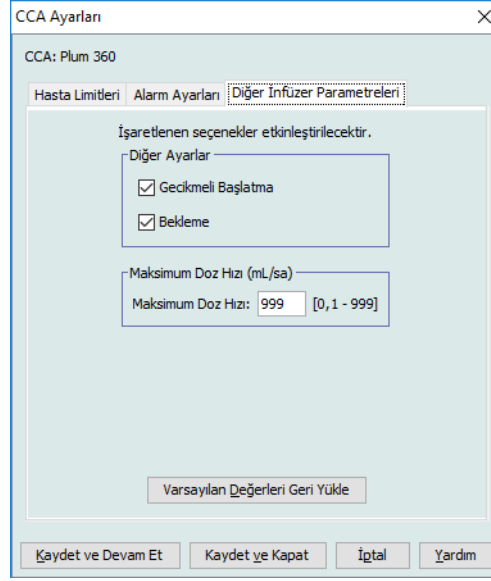 CCA Ayarları
CCA: Plum 360
Hasta Limitleri Alarm Ayarları Diğer İnfüzer Parametreleri
İşaretlenen seçenekler etkinleştirilecektir.
Diğer Ayarlar
Gecikmeli Başlatma
Bekleme
Maksimum Doz Hızı (mL/sa)
Maksimum Doz Hızı: 999 [0,1 - 999]
Varsayılan Değerleri Geri Yükle
Kaydet ve Devam Et Kaydet ve Kapat İptal Yardım